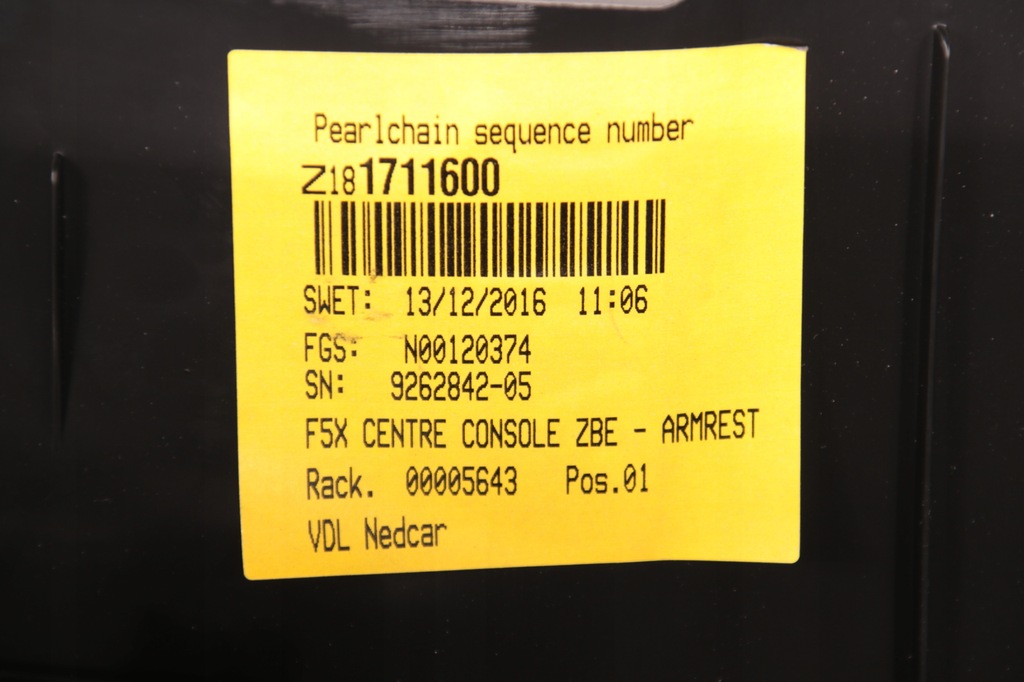 Pearlchain sequence number
Z181711600
SWET: 13/12/2016 11:06
FGS: N00120374
SN: 9262842-05
F5X CENTRE CONSOLE ZBE - ARMREST
Rack. 00005643 Pos.01
VDL Nedcar